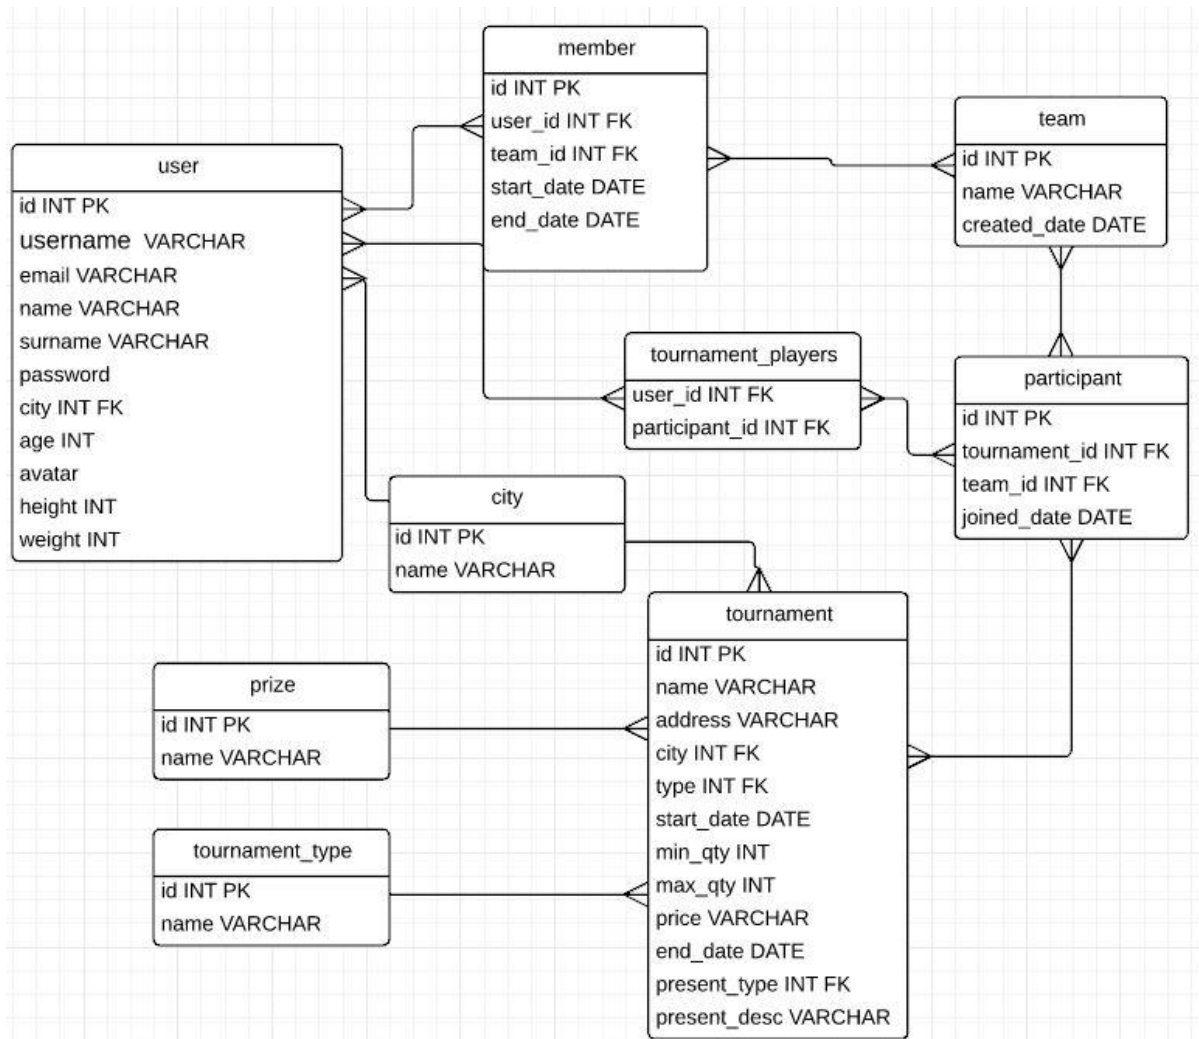 member
id INT PK
user_id INT FK
team_id INT FK
start_date DATE
end_date DATE
team
id INT PK
name VARCHAR
created_date DATE
user
id INT PK
username VARCHAR
email VARCHAR
name VARCHAR
surname VARCHAR
password
city INT FK
age INT
avatar
height INT
weight INT
tournament_players
user_id INT FK
participant_id INT FK
participant
id INT PK
tournament_id INT FK
team_id INT FK
joined_date DATE
city
id INT PK
name VARCHAR
tournament
id INT PK
name VARCHAR
address VARCHAR
city INT FK
type INT FK
start_date DATE
min_qty INT
max_qty INT
price VARCHAR
end_date DATE
present_type INT FK
present_desc VARCHAR
prize
id INT PK
name VARCHAR
tournament_type
id INT PK
name VARCHAR